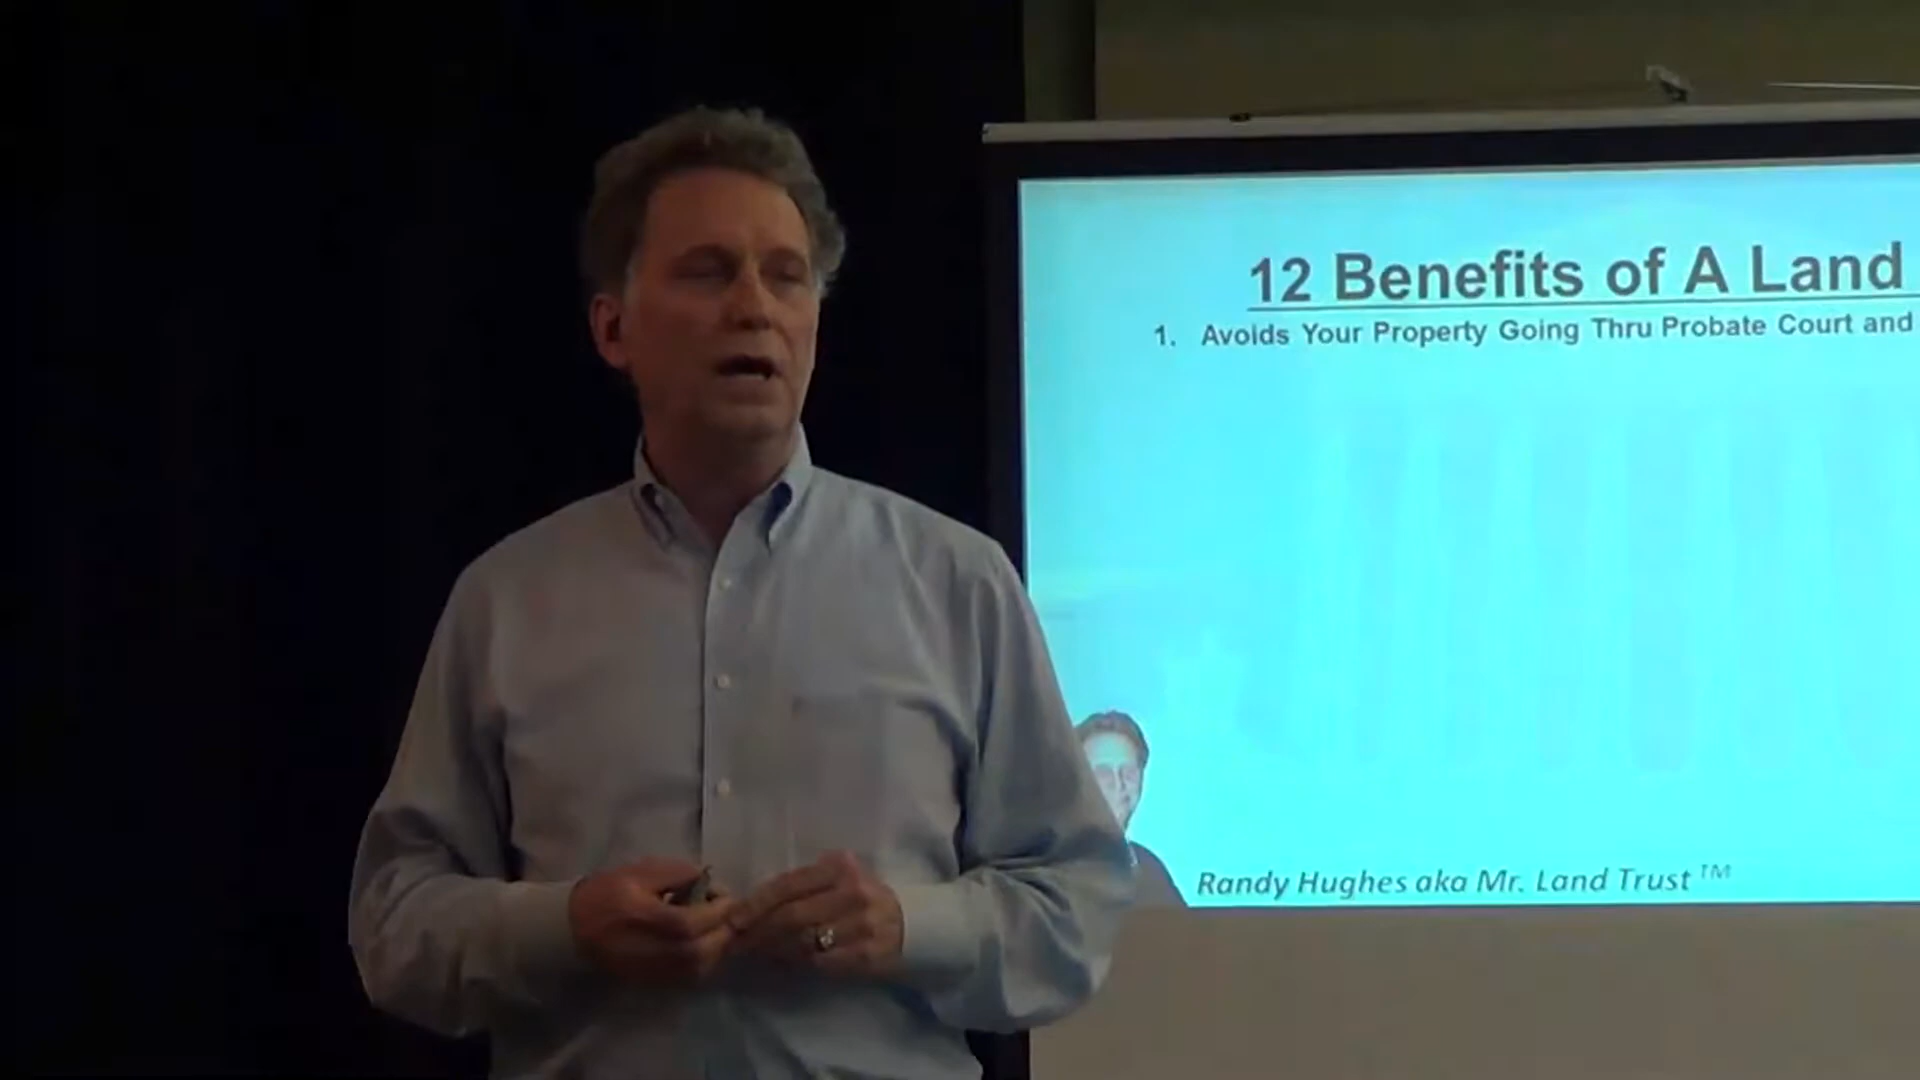 12 Benefits of A Land
1. Avoids Your Property Going Thru Probate Court and
Randy Hughes aka Mr. Land Trust TM